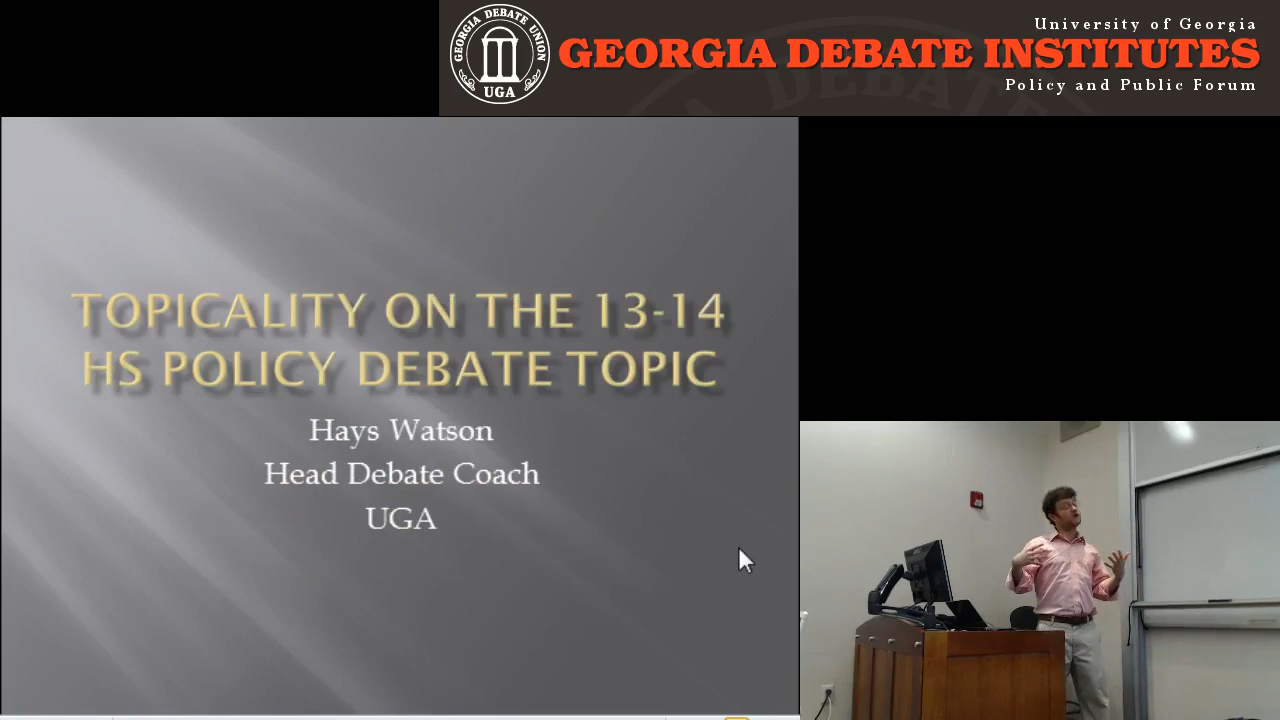 University of Georgia
GEORGIA DEBATE INSTITUTES
Policy and Public Forum
GEORGIA DEBATE UNION
UGA
TOPICALITY ON THE 13-14
HS POLICY DEBATE TOPIC
Hays Watson
Head Debate Coach
UGA